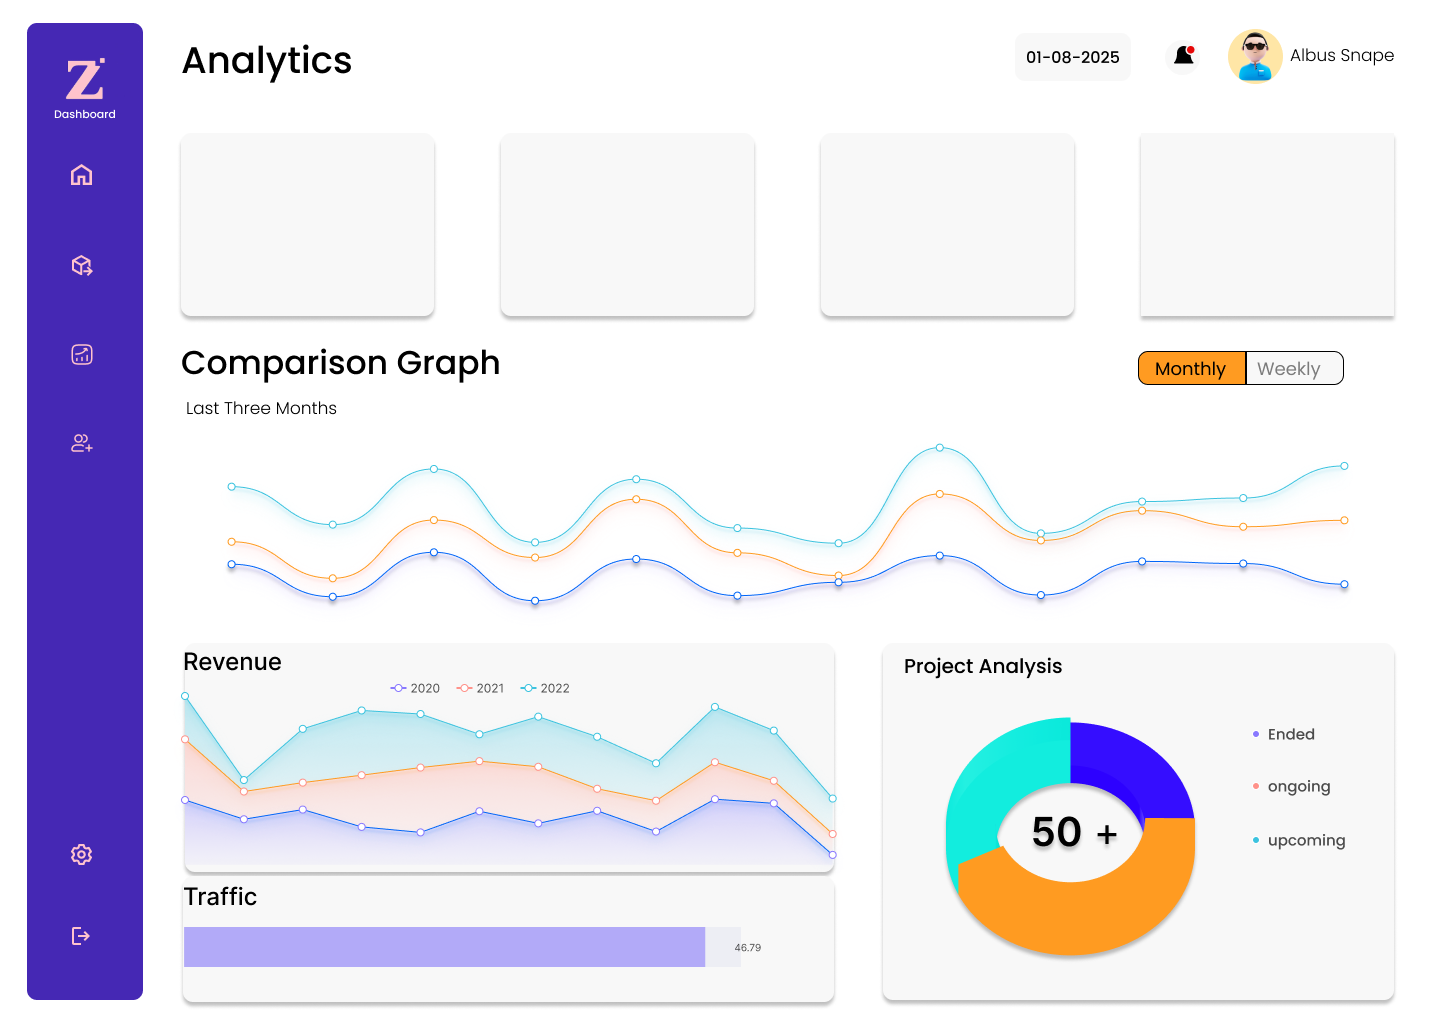 Z
Dashboard
Analytics
01-08-2025
Albus Snape
Comparison Graph
Monthly
Weekly
Last Three Months
Revenue
2020
2021
2022
Project Analysis
Ended
ongoing
upcoming
50 +
Traffic
46.79